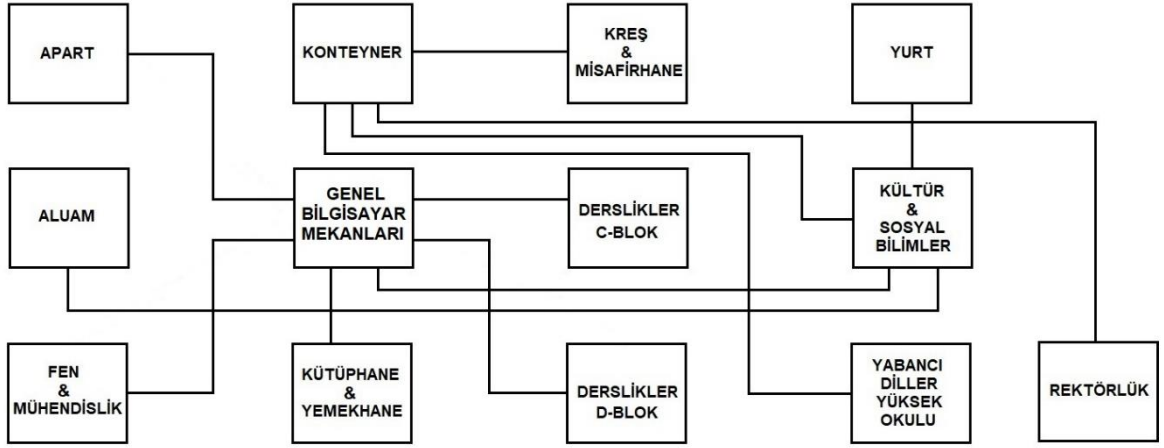 APART
KONTEYNER
KREŞ
&
MİSAFİRHANE
YURT
ALUAM
GENEL
BİLGİSAYAR
MEKANLARI
DERSLİKLER
C-BLOK
KÜLTÜR
&
SOSYAL
BİLİMLER
FEN
&
MÜHENDİSLİK
KÜTÜPHANE
&
YEMEKHANE
DERSLİKLER
D-BLOK
YABANCI
DİLLER
YÜKSEK
OKULU
REKTÖRLÜK